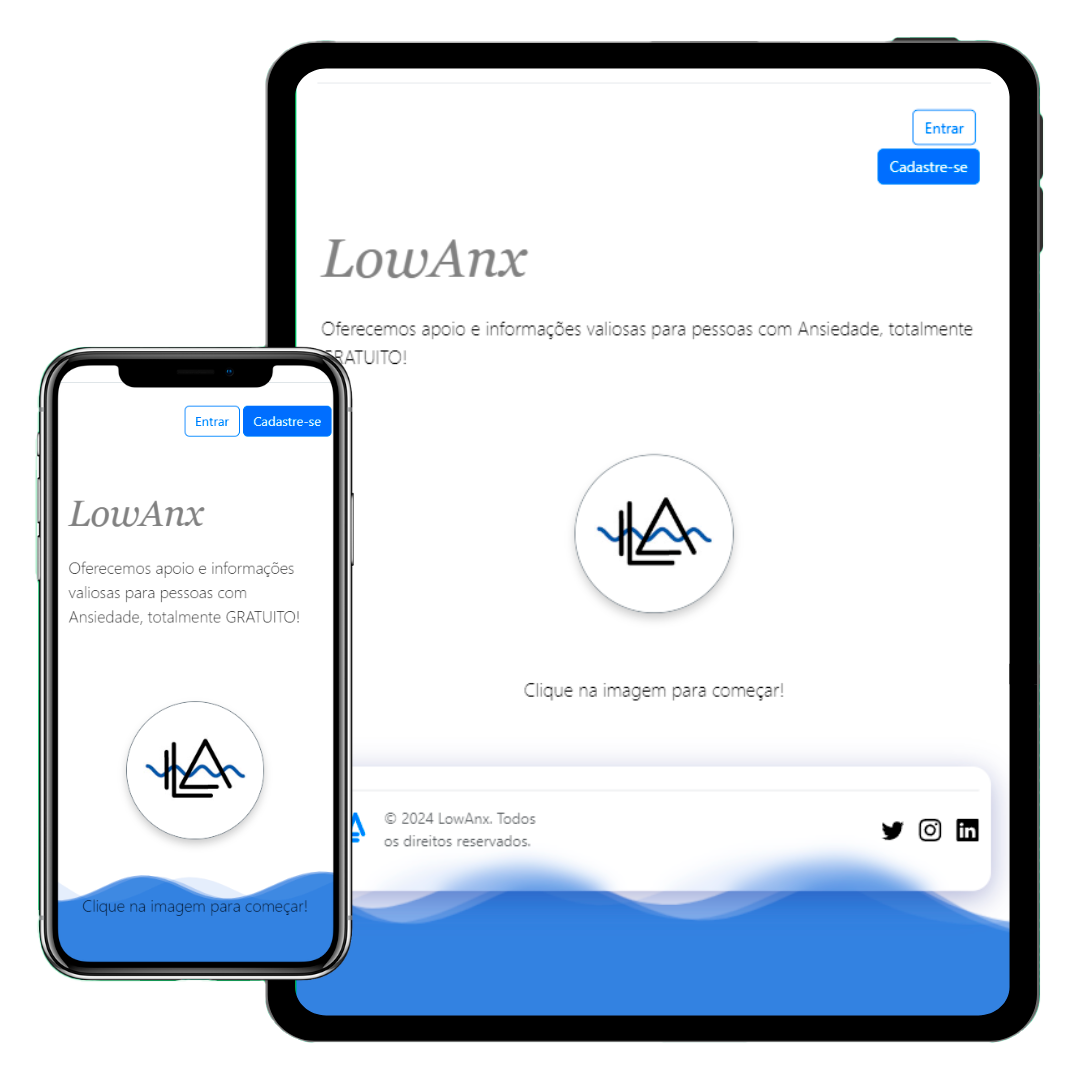 Entrar
Cadastre-se
LowAnx
Oferecemos apoio e informações valiosas para pessoas com Ansiedade, totalmente
GRATUITO!
Clique na imagem para começar!
© 2024 LowAnx. Todos
os direitos reservados.
Entrar
Cadastre-se
LowAnx
Oferecemos apoio e informações
valiosas para pessoas com
Ansiedade, totalmente GRATUITO!
Clique na imagem para começar!